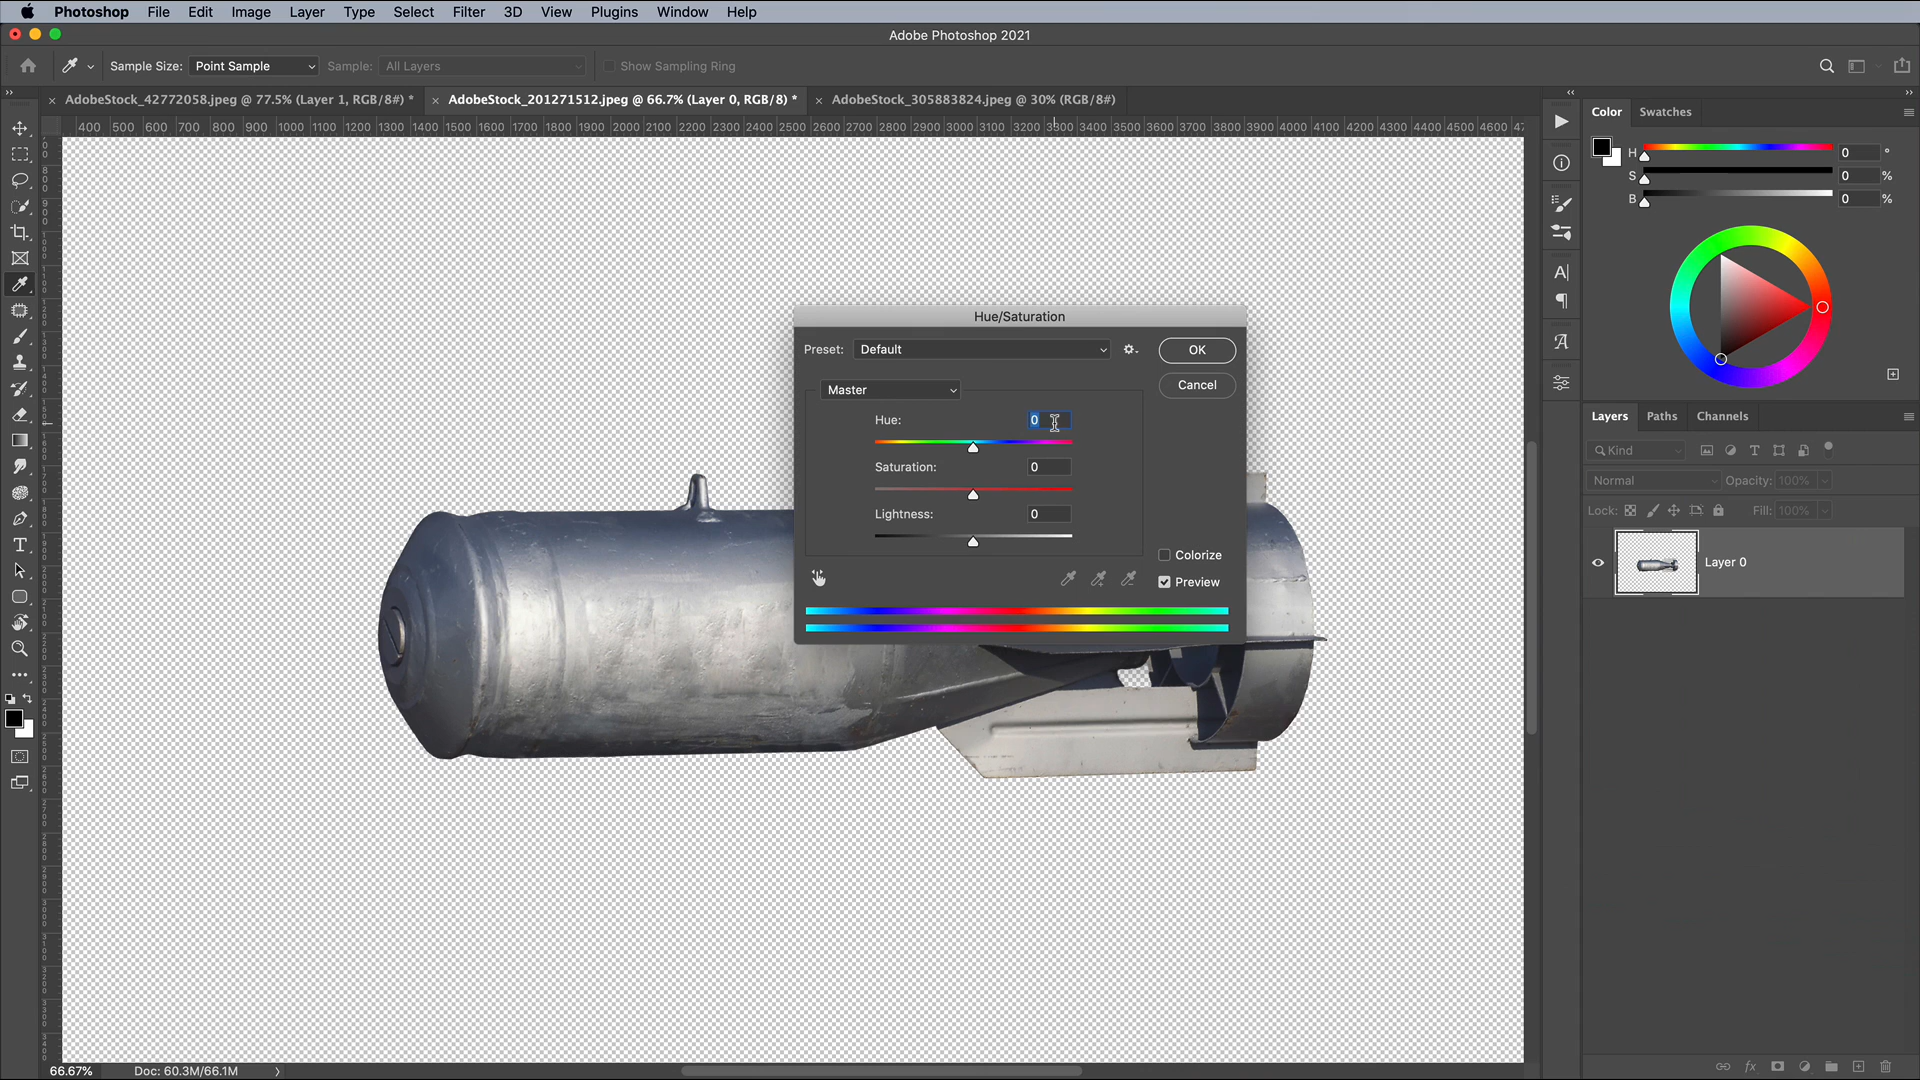 Photoshop File Edit Image Layer Type Select Filter 3D View Plugins Window Help
Adobe Photoshop 2021
Sample Size: Point Sample Sample: All Layers Show Sampling Ring
AdobeStock_42772058.jpeg @ 77.5% (Layer 1, RGB/8#) *
AdobeStock_201271512.jpeg @ 66.7% (Layer 0, RGB/8) *
AdobeStock_305883824.jpeg @ 30% (RGB/8#)
400 500 600 700 800 900 1000 1100 1200 1300 1400 1500 1600 1700 1800 1900 2000 2100 2200 2300 2400 2500 2600 2700 2800 2900 3000 3100 3200 3300 3400 3500 3600 3700 3800 3900 4000 4100 4200 4300 4400 4500 4600
Color Swatches
H 0 °
S 0 %
B 0 %
Hue/Saturation
Preset: Default OK
Cancel
Master
Hue: 0
Saturation: 0
Lightness: 0
Colorize
Preview
Layers Paths Channels
Kind
Normal Opacity: 100%
Lock: Fill: 100%
Layer 0
66.67% Doc: 60.3M/66.1M